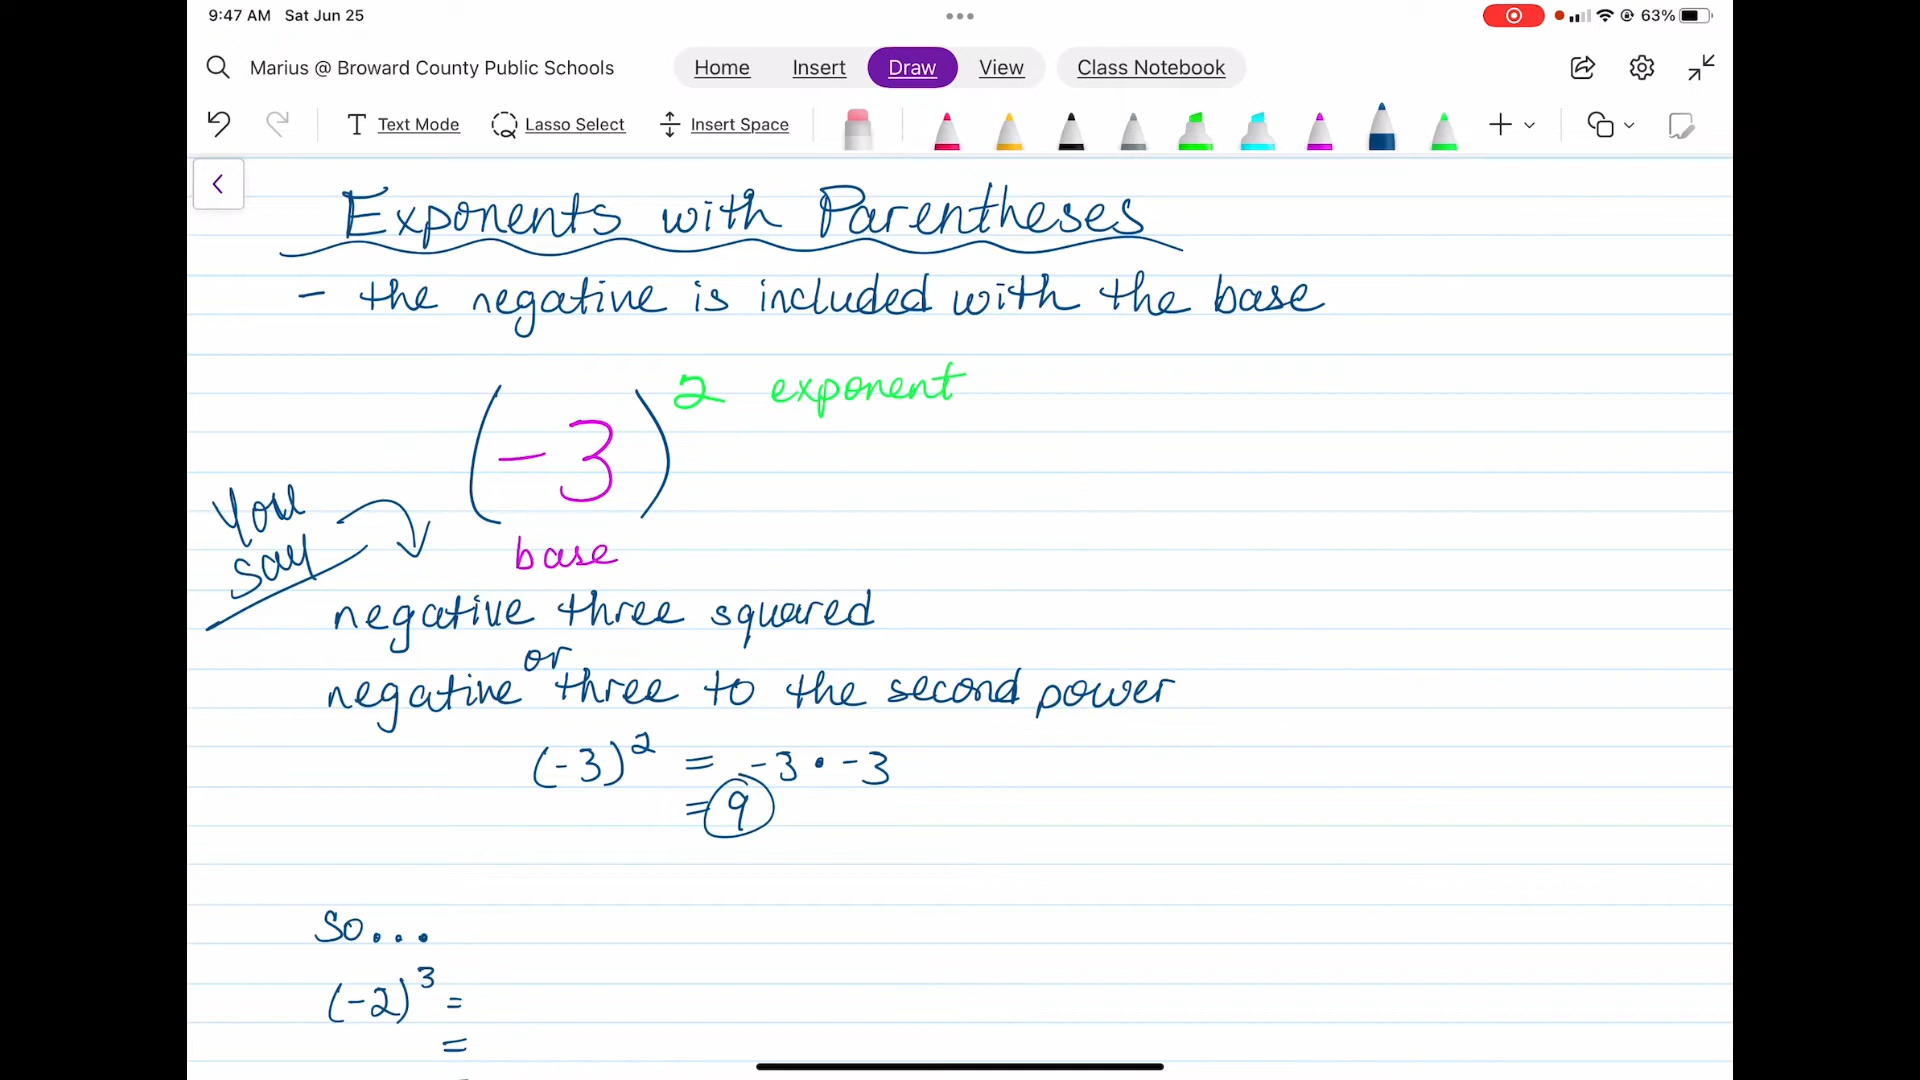 9:47 AM Sat Jun 25
63%
Marius @ Broward County Public Schools
Home Insert Draw View Class Notebook
Text Mode Lasso Select Insert Space
Exponents with Parentheses
- the negative is included with the base
(-3)² exponent
base
You
say
negative three squared
or
negative three to the second power
(-3)² = -3 • -3
= 9
So...
(-2)³ =
=